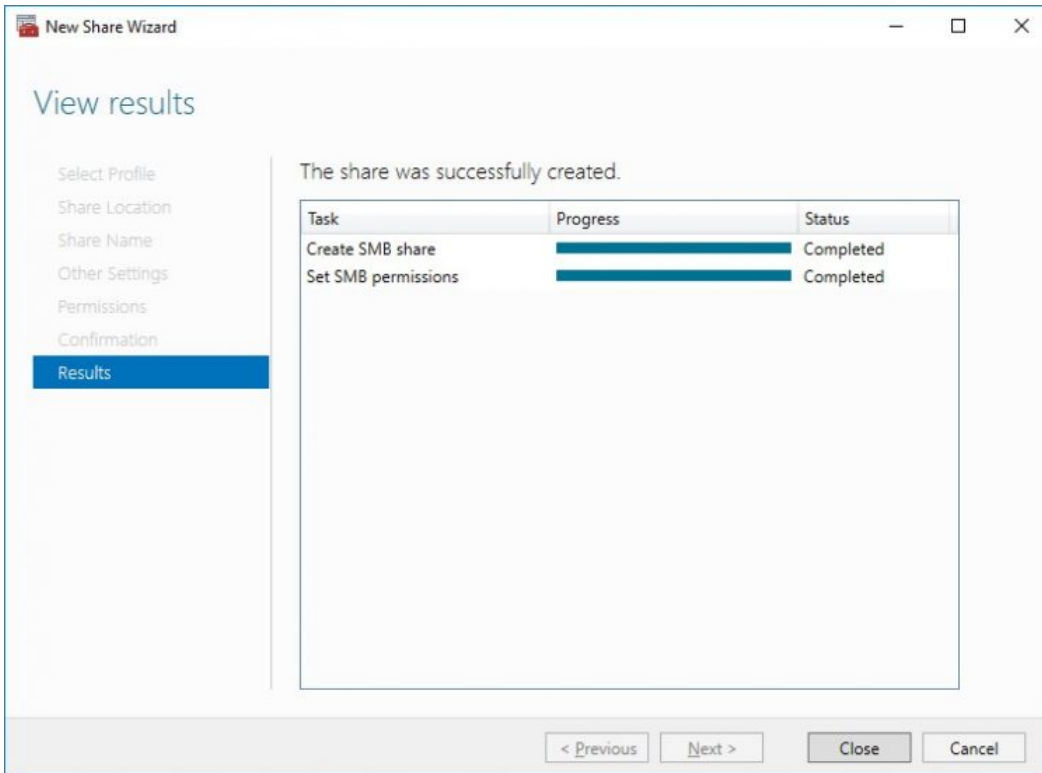 New Share Wizard
View results
Select Profile
Share Location
Share Name
Other Settings
Permissions
Confirmation
Results
The share was successfully created.
Task Progress Status
Create SMB share Completed
Set SMB permissions Completed
< Previous Next > Close Cancel